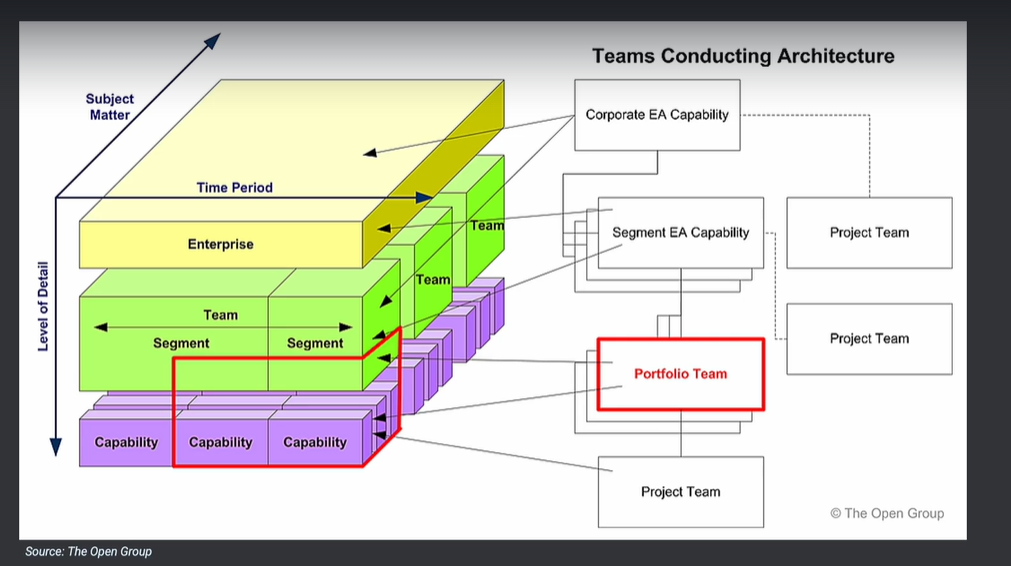 Teams Conducting Architecture
Subject
Matter
Time Period
Level of Detail
Enterprise
Team
Team
Team
Segment
Segment
Capability
Capability
Capability
Corporate EA Capability
Segment EA Capability
Project Team
Project Team
Portfolio Team
Project Team
© The Open Group
Source: The Open Group